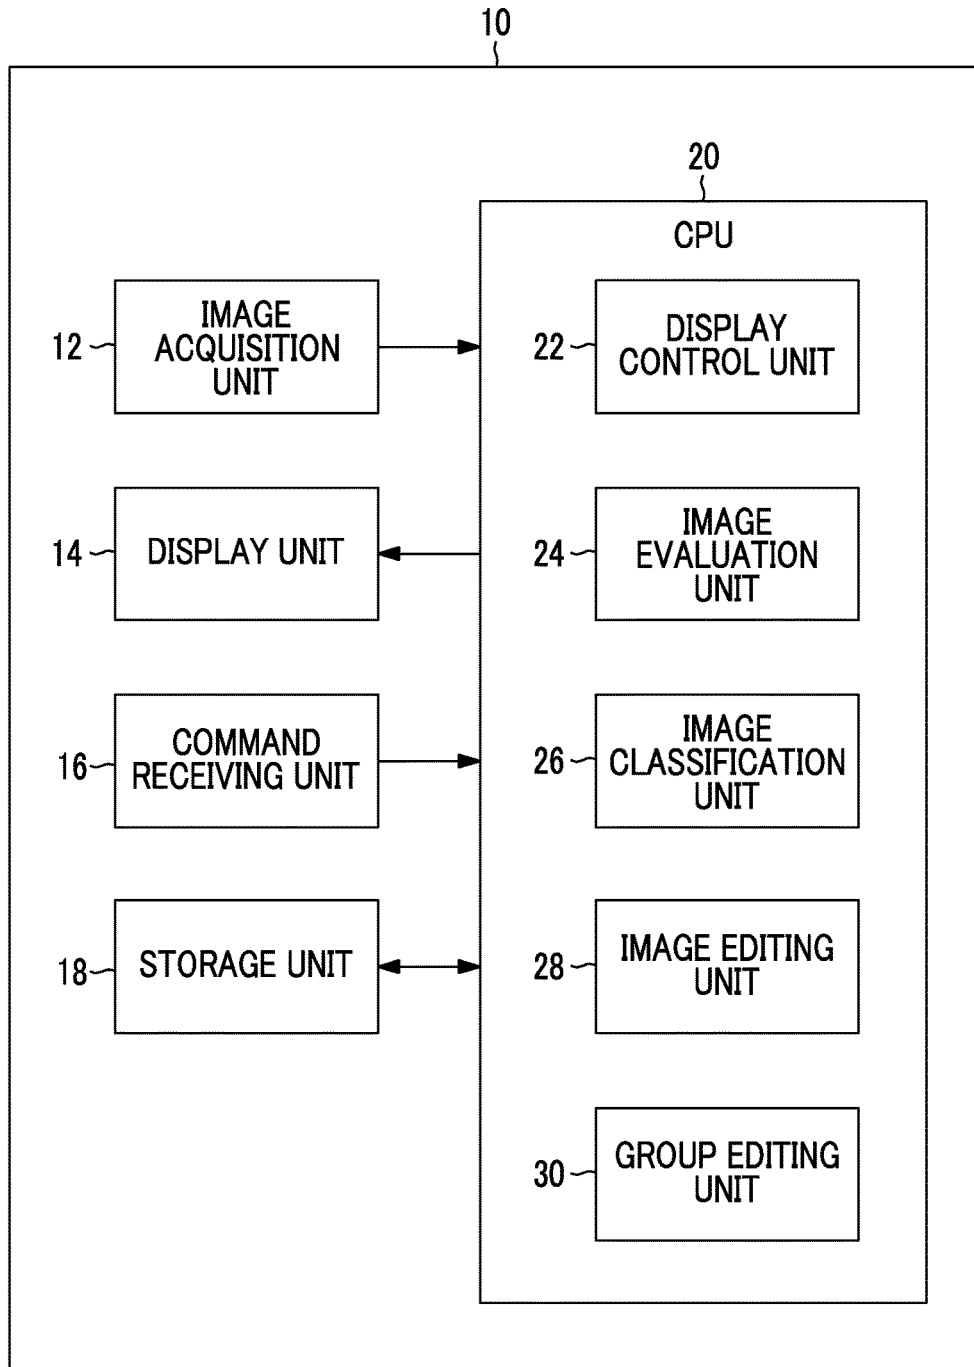 10
20
CPU
12
IMAGE
ACQUISITION
UNIT
22
DISPLAY
CONTROL UNIT
14
DISPLAY UNIT
24
IMAGE
EVALUATION
UNIT
16
COMMAND
RECEIVING UNIT
26
IMAGE
CLASSIFICATION
UNIT
18
STORAGE UNIT
28
IMAGE EDITING
UNIT
30
GROUP EDITING
UNIT